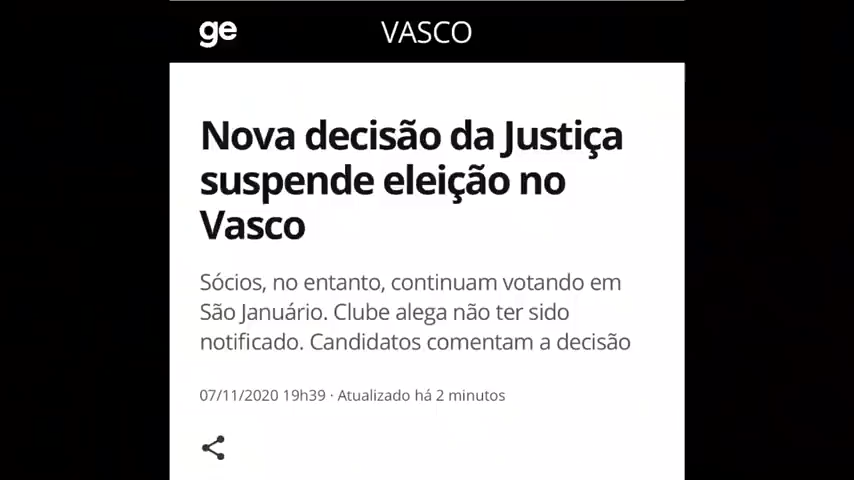 ge VASCO
Nova decisão da Justiça
suspende eleição no
Vasco
Sócios, no entanto, continuam votando em
São Januário. Clube alega não ter sido
notificado. Candidatos comentam a decisão
07/11/2020 19h39 · Atualizado há 2 minutos